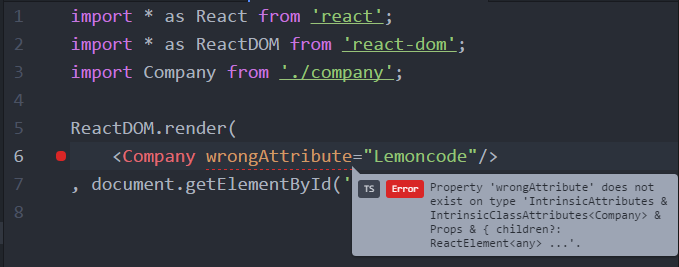 1 import * as React from 'react';
2 import * as ReactDOM from 'react-dom';
3 import Company from './company';
4
5 ReactDOM.render(
6 <Company wrongAttribute="Lemoncode"/>
7 , document.getElementById('
8
TS Error Property 'wrongAttribute' does not
exist on type 'IntrinsicAttributes &
IntrinsicClassAttributes<Company> &
Props & { children?:
ReactElement<any> ...'.